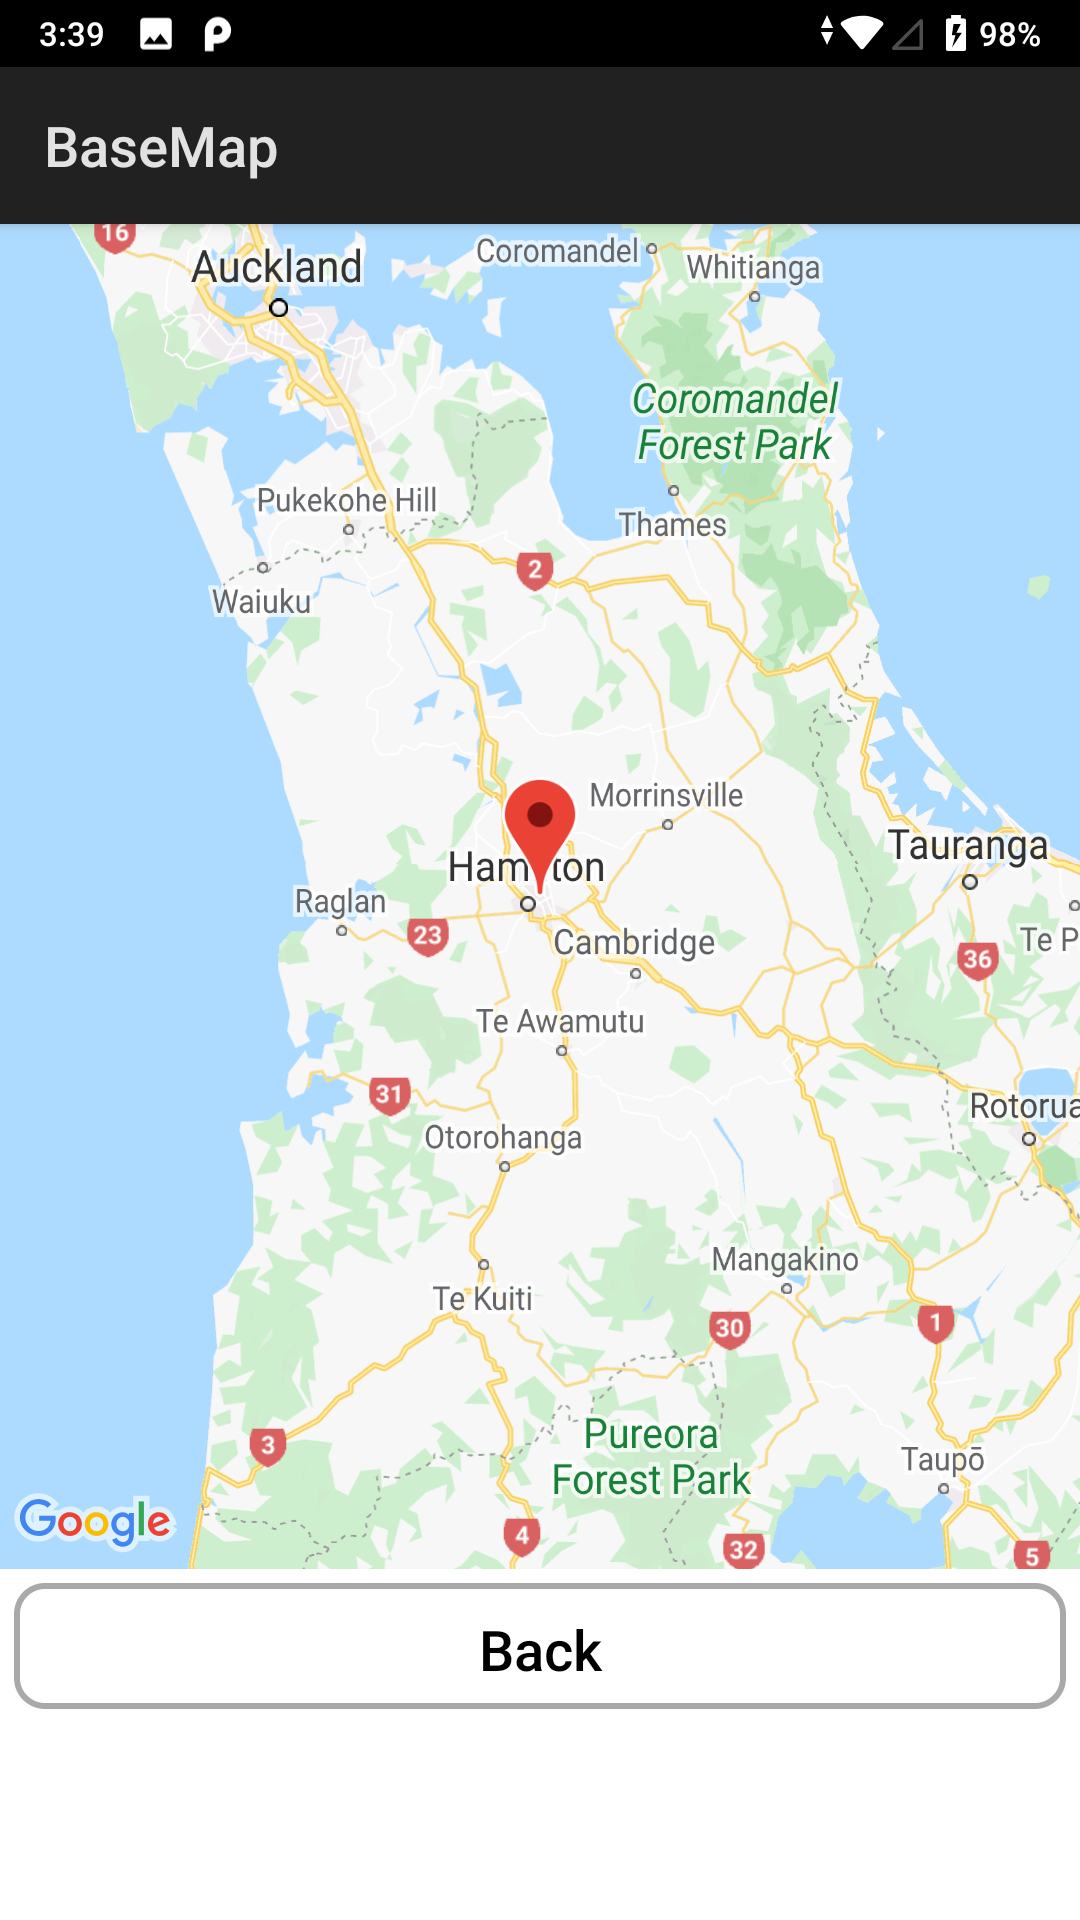 3:39 98%
BaseMap
16
Auckland
Coromandel
Whitianga
Coromandel
Forest Park
Pukekohe Hill
Thames
2
Waiuku
Morrinsville
Tauranga
Raglan
23
Cambridge
Te P
36
Te Awamutu
31
Rotorua
Otorohanga
Mangakino
Te Kuiti
30
1
Pureora
Forest Park
3
Taupō
Google
4
32
5
Back